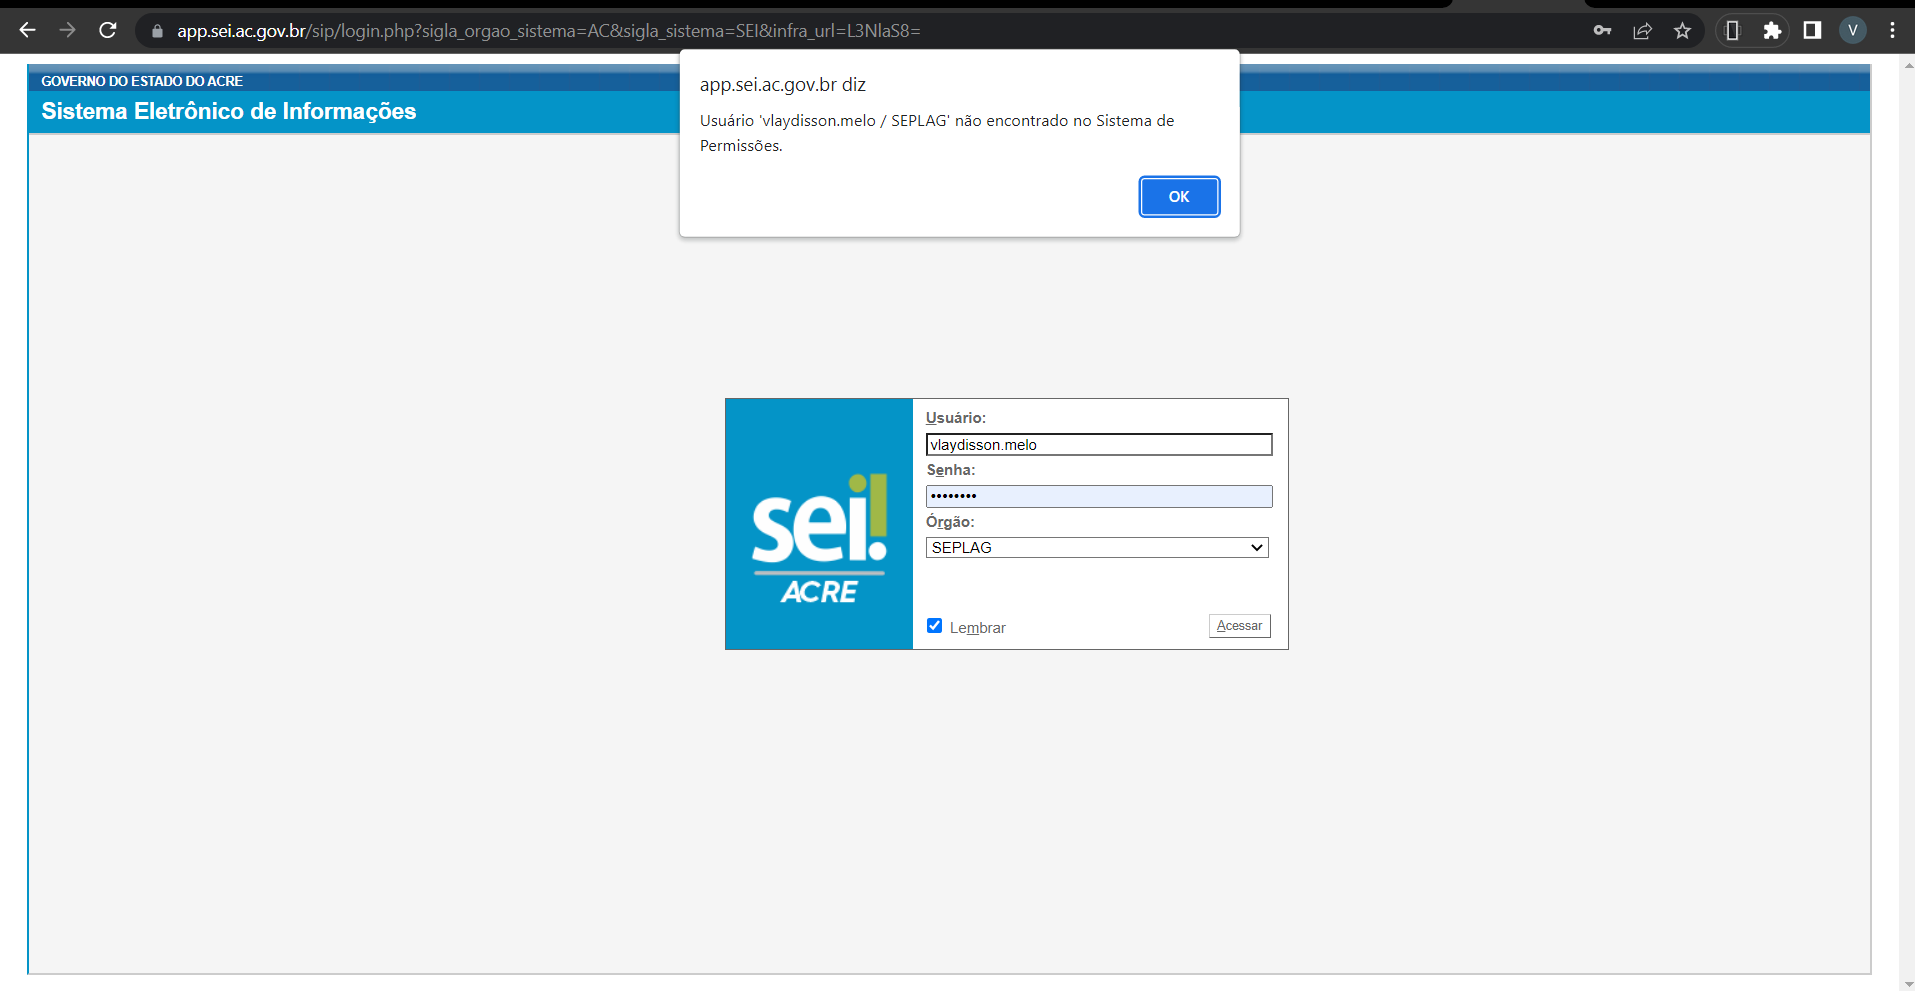 app.sei.ac.gov.br/sip/login.php?sigla_orgao_sistema=AC&sigla_sistema=SEI&infra_url=L3NlaS8=
V
GOVERNO DO ESTADO DO ACRE
Sistema Eletrônico de Informações
app.sei.ac.gov.br diz
Usuário 'vlaydisson.melo / SEPLAG' não encontrado no Sistema de
Permissões.
OK
sei!
ACRE
Usuário:
vlaydisson.melo
Senha:
••••••••
Órgão:
SEPLAG
Lembrar
Acessar